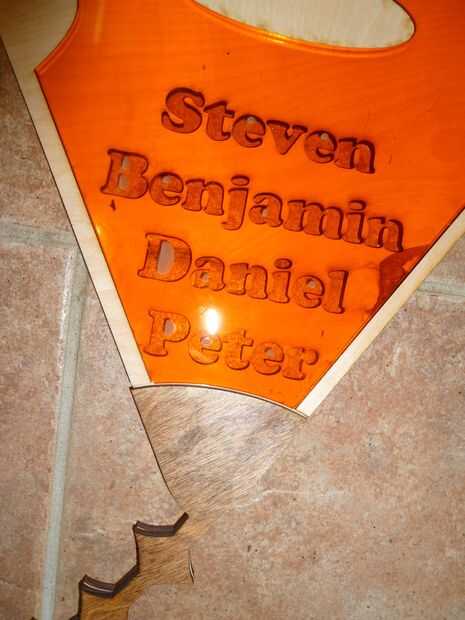 Steven
Benjamin
Daniel
Peter